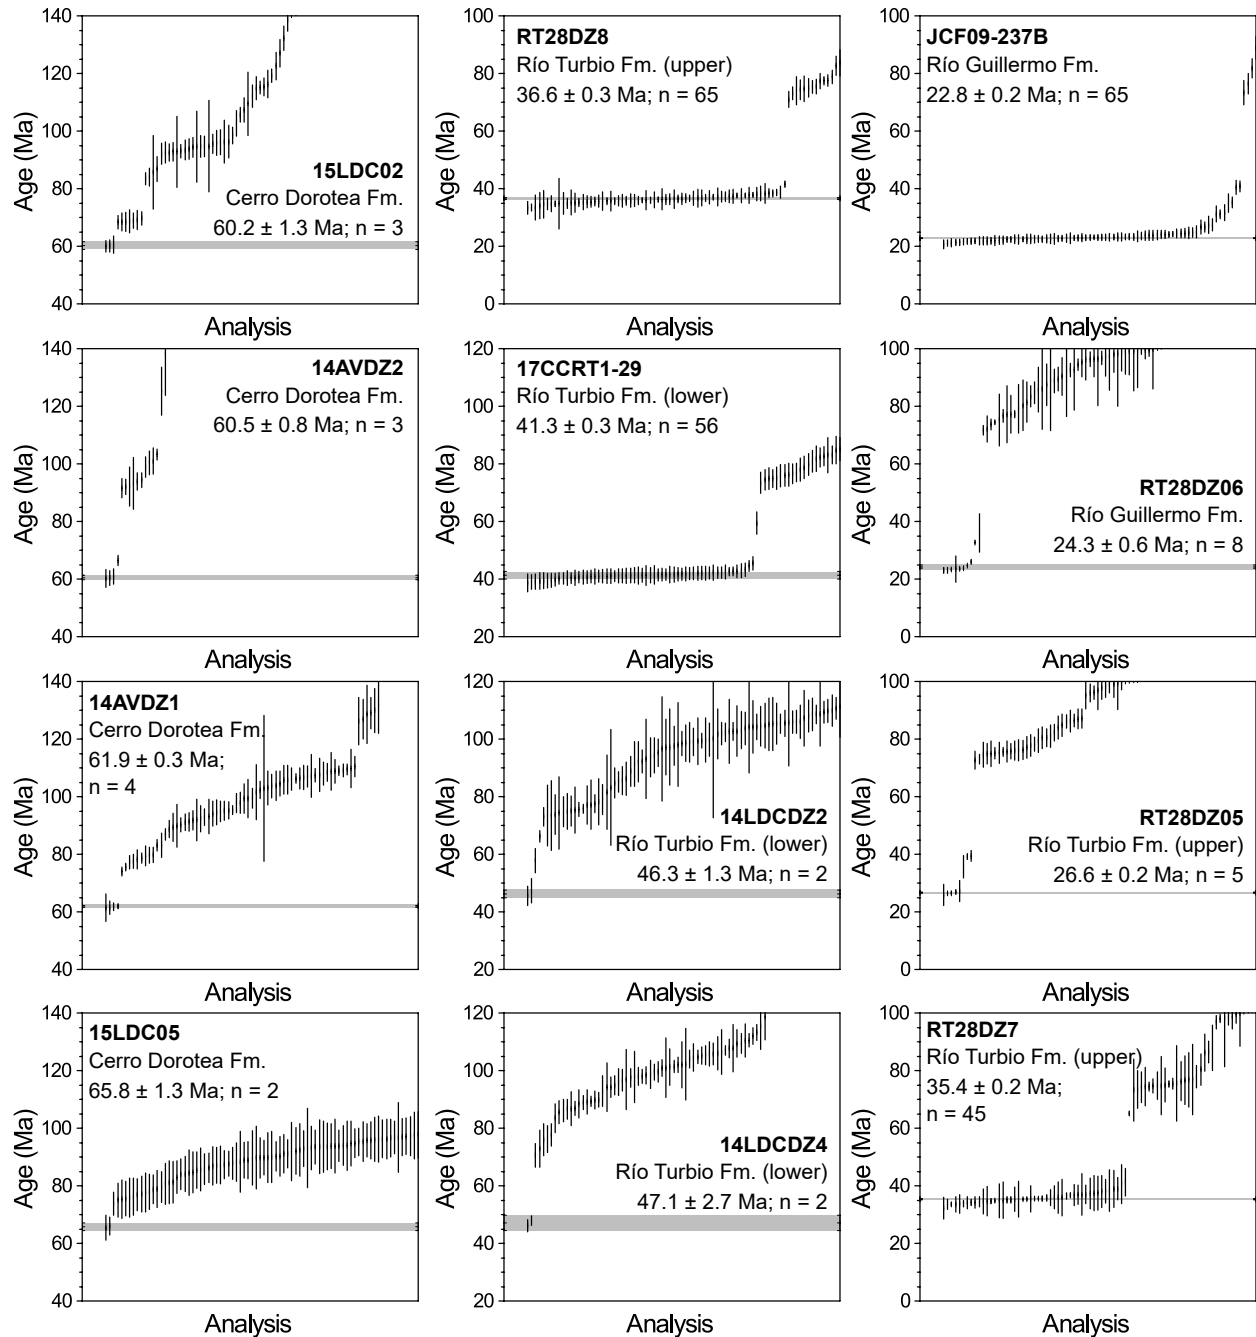 140
120
100
80
60
40
Age (Ma)
15LDC02
Cerro Dorotea Fm.
60.2 ± 1.3 Ma; n = 3
Analysis
100
80
60
40
20
0
Age (Ma)
RT28DZ8
Río Turbio Fm. (upper)
36.6 ± 0.3 Ma; n = 65
Analysis
100
80
60
40
20
0
Age (Ma)
JCF09-237B
Río Guillermo Fm.
22.8 ± 0.2 Ma; n = 65
Analysis
140
120
100
80
60
40
Age (Ma)
14AVDZ2
Cerro Dorotea Fm.
60.5 ± 0.8 Ma; n = 3
Analysis
120
100
80
60
40
20
Age (Ma)
17CCRT1-29
Río Turbio Fm. (lower)
41.3 ± 0.3 Ma; n = 56
Analysis
100
80
60
40
20
0
Age (Ma)
RT28DZ06
Río Guillermo Fm.
24.3 ± 0.6 Ma; n = 8
Analysis
140
120
100
80
60
40
Age (Ma)
14AVDZ1
Cerro Dorotea Fm.
61.9 ± 0.3 Ma;
n = 4
Analysis
120
100
80
60
40
20
Age (Ma)
14LDCDZ2
Río Turbio Fm. (lower)
46.3 ± 1.3 Ma; n = 2
Analysis
100
80
60
40
20
0
Age (Ma)
RT28DZ05
Río Turbio Fm. (upper)
26.6 ± 0.2 Ma; n = 5
Analysis
140
120
100
80
60
40
Age (Ma)
15LDC05
Cerro Dorotea Fm.
65.8 ± 1.3 Ma; n = 2
Analysis
120
100
80
60
40
20
Age (Ma)
14LDCDZ4
Río Turbio Fm. (lower)
47.1 ± 2.7 Ma; n = 2
Analysis
100
80
60
40
20
0
Age (Ma)
RT28DZ7
Río Turbio Fm. (upper)
35.4 ± 0.2 Ma;
n = 45
Analysis